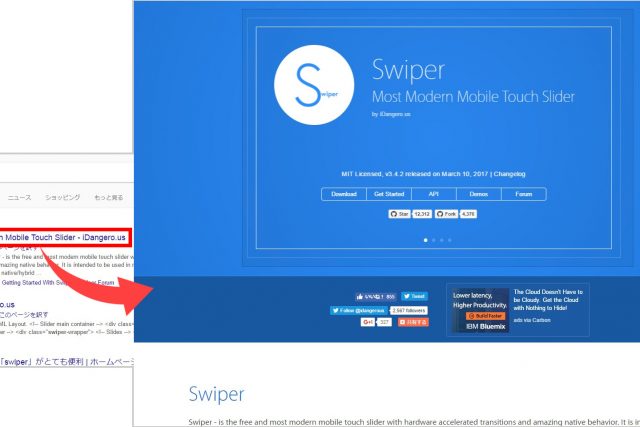 ニュース ショッピング もっと見る
n Mobile Touch Slider - iDangero.us
ページを訳す
- is the free and most modern mobile touch slider with
amazing native behavior. It is intended to be used in
native/hybrid ...
Getting Started With Swiper Forum
o.us
このページを訳す
ML Layout. <!-- Slider main container --> <div class
--> <div class="swiper-wrapper"> <!-- Slides -->
「swiper」がとても便利 | ホームページ
Swiper
Swiper
Most Modern Mobile Touch Slider
by iDangero.us
MIT Licensed, v3.4.2 released on March 10, 2017 | Changelog
Download Get Started API Demos Forum
Star 12,312 Fork 4,376
いいね! 855 Tweet
Follow @idangerous 2,567 followers
G+1 327 共有する
Lower latency,
Higher Productivity.
Build Faster
IBM Bluemix
The Cloud Doesn't Have to
be Cloudy. Get the Cloud
with Nothing to Hide!
ads via Carbon
Swiper
Swiper - is the free and most modern mobile touch slider with hardware accelerated transitions and amazing native behavior. It is in